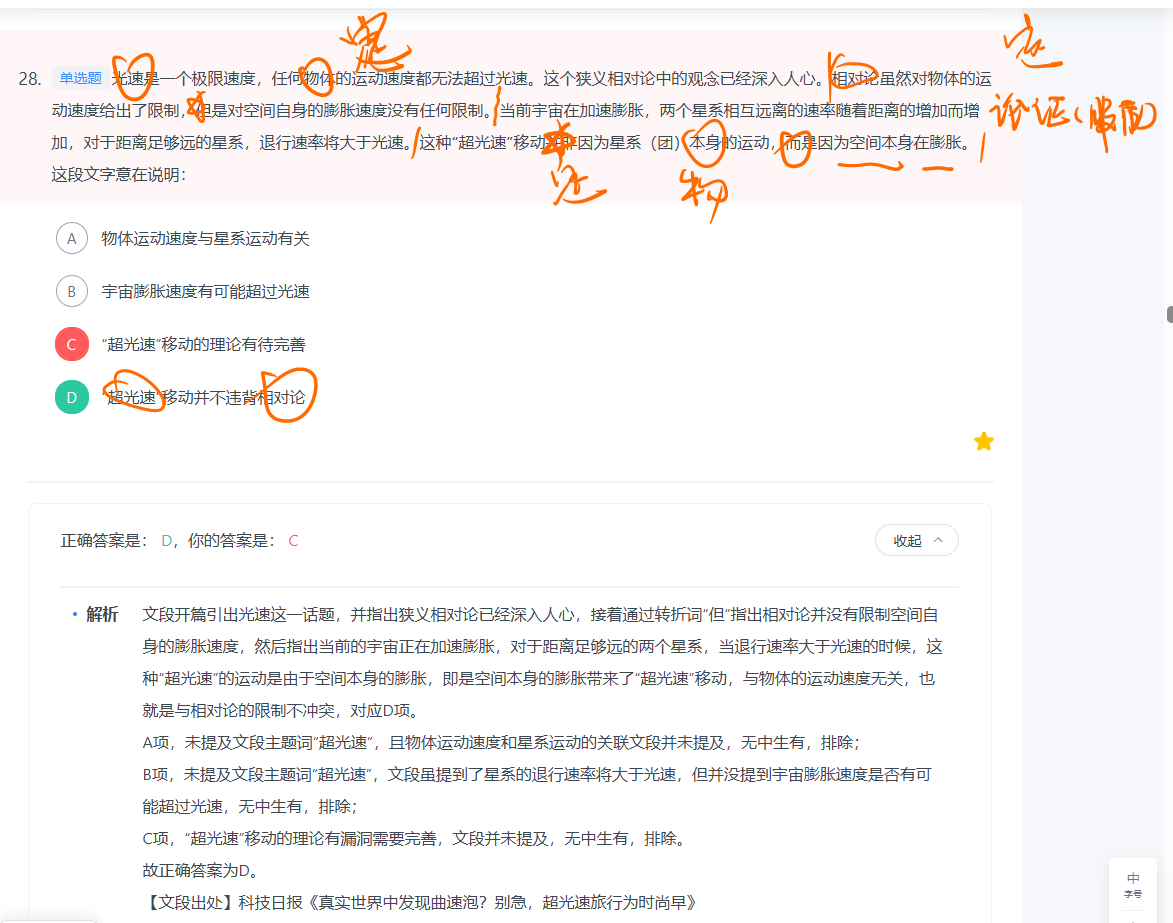 28. 单选题 光速是一个极限速度，任何物体的运动速度都无法超过光速。这个狭义相对论中的观念已经深入人心。相对论虽然对物体的运
动速度给出了限制，但是对空间自身的膨胀速度没有任何限制。当前宇宙在加速膨胀，两个星系相互远离的速率随着距离的增加而增
加，对于距离足够远的星系，退行速率将大于光速。这种“超光速”移动并非因为星系（团）本身的运动，而是因为空间本身在膨胀。
论证(
物
这段文字意在说明：
A 物体运动速度与星系运动有关
B 宇宙膨胀速度有可能超过光速
C “超光速”移动的理论有待完善
D “超光速”移动并不违背相对论
正确答案是： D，你的答案是： C
收起
解析 文段开篇引出光速这一话题，并指出狭义相对论已经深入人心，接着通过转折词“但”指出相对论并没有限制空间自
身的膨胀速度，然后指出当前的宇宙正在加速膨胀，对于距离足够远的两个星系，当退行速率大于光速的时候，这
种“超光速”的运动是由于空间本身的膨胀，即是空间本身的膨胀带来了“超光速”移动，与物体的运动速度无关，也
就是与相对论的限制不冲突，对应D项。
A项，未提及文段主题词“超光速”，且物体运动速度和星系运动的关联文段并未提及，无中生有，排除；
B项，未提及文段主题词“超光速”，文段虽提到了星系的退行速率将大于光速，但并没提到宇宙膨胀速度是否有可
能超过光速，无中生有，排除；
C项，“超光速”移动的理论有漏洞需要完善，文段并未提及，无中生有，排除。
故正确答案为D。
【文段出处】科技日报《真实世界中发现曲速泡？别急，超光速旅行为时尚早》
中
字号